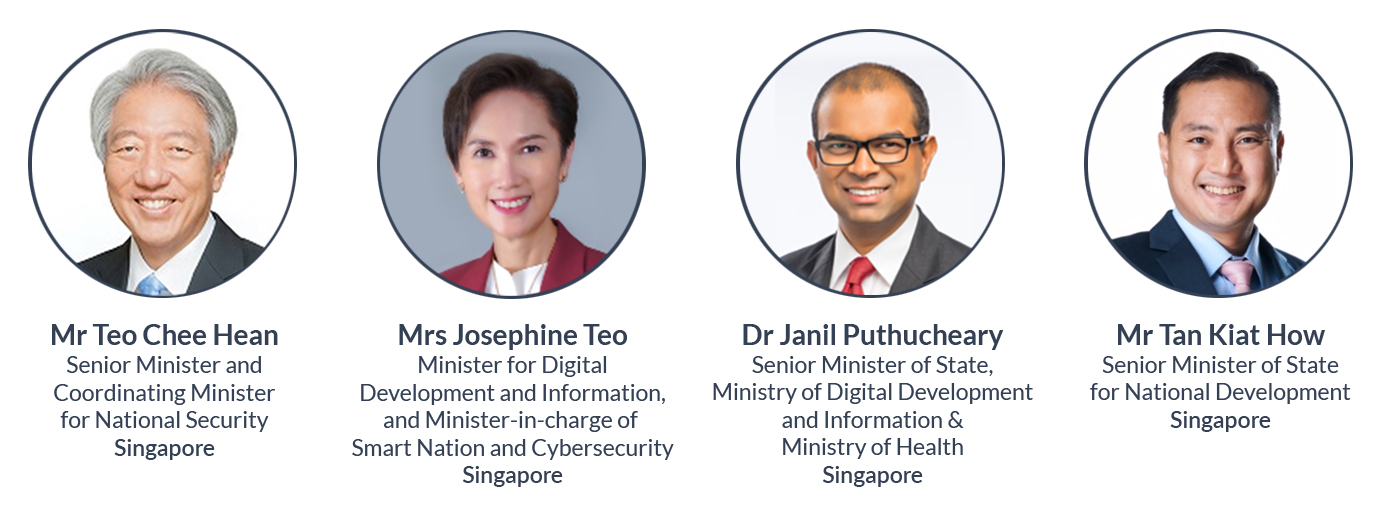 Mr Teo Chee Hean
Senior Minister and
Coordinating Minister
for National Security
Singapore
Mrs Josephine Teo
Minister for Digital
Development and Information,
and Minister-in-charge of
Smart Nation and Cybersecurity
Singapore
Dr Janil Puthucheary
Senior Minister of State,
Ministry of Digital Development
and Information &
Ministry of Health
Singapore
Mr Tan Kiat How
Senior Minister of State
for National Development
Singapore